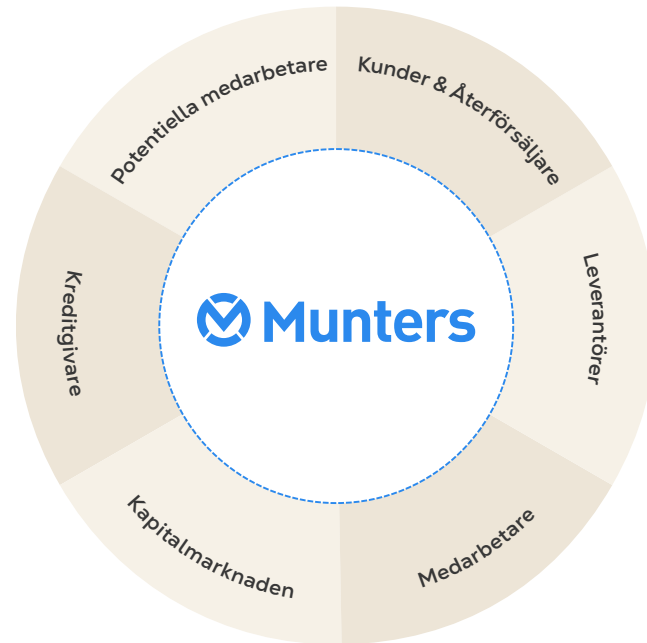 Potentiella medarbetare
Kunder & Återförsäljare
Leverantörer
Medarbetare
Kapitalmarknaden
Kreditgivare
Munters